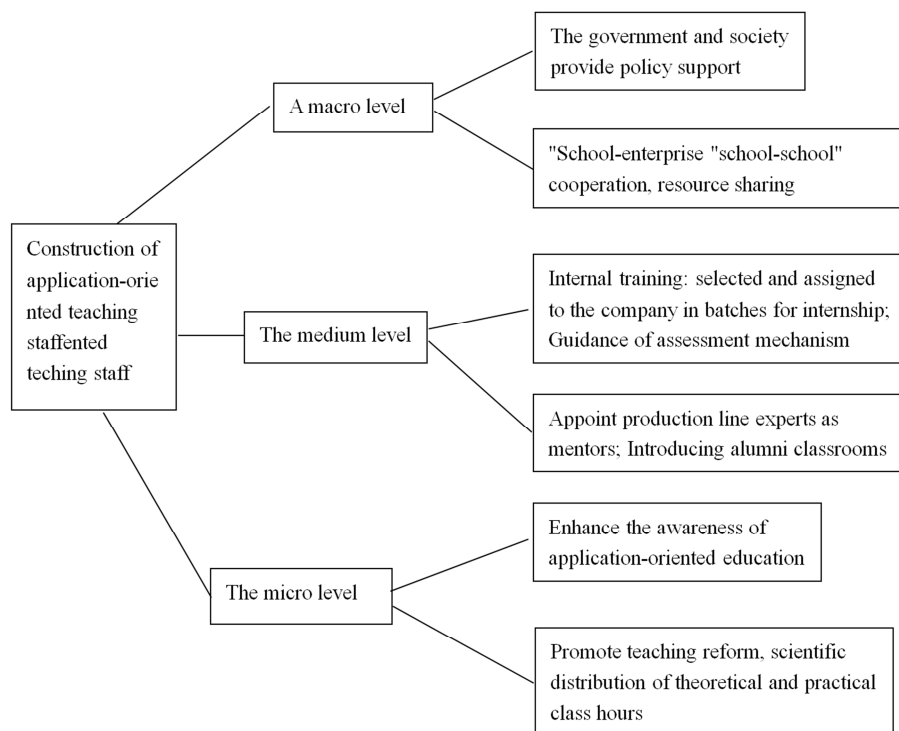 The government and society
provide policy support
A macro level
"School-enterprise "school-school"
cooperation, resource sharing
Construction of
application-orie
nted teaching
staffented
teching staff
Internal training: selected and assigned
to the company in batches for internship;
Guidance of assessment mechanism
The medium level
Appoint production line experts as
mentors; Introducing alumni classrooms
Enhance the awareness of
application-oriented education
The micro level
Promote teaching reform, scientific
distribution of theoretical and practical
class hours